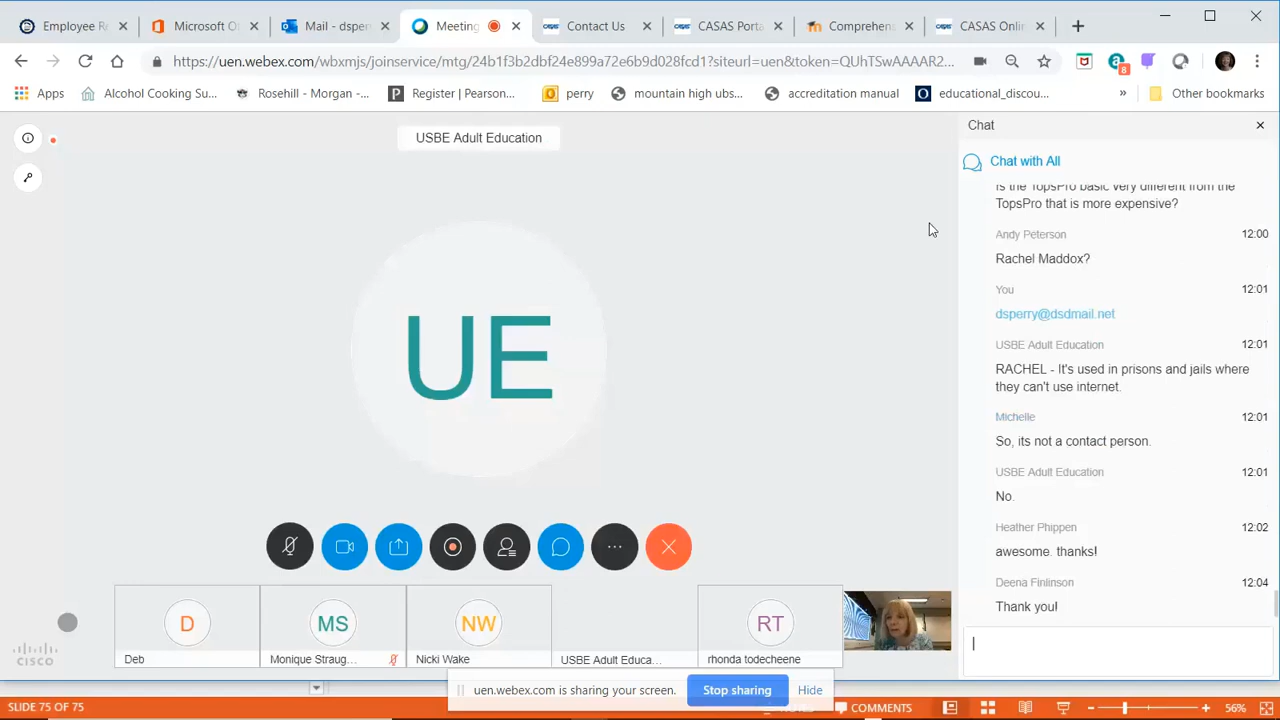 Employee Re
Microsoft O
Mail - dsper
Meeting
Contact Us
CASAS Porta
Comprehen
CASAS Onli
https://uen.webex.com/wbxmjs/joinservice/mtg/24b1f3b2dbf24e899a72e6b9d028fcd1?siteurl=uen&token=QUhTSwAAAAR2...
8
Apps
Alcohol Cooking Su...
Rosehill - Morgan -...
Register | Pearson...
perry
mountain high ubs...
accreditation manual
educational_discou...
Other bookmarks
USBE Adult Education
UE
D
Deb
MS
Monique Straug...
NW
Nicki Wake
USBE Adult Educa...
RT
rhonda todecheene
CISCO
Chat
Chat with All
Is the TopsPro basic very different from the
TopsPro that is more expensive?
Andy Peterson 12:00
Rachel Maddox?
You 12:01
dsperry@dsdmail.net
USBE Adult Education 12:01
RACHEL - It's used in prisons and jails where
they can't use internet.
Michelle 12:01
So, its not a contact person.
USBE Adult Education 12:01
No.
Heather Phippen 12:02
awesome. thanks!
Deena Finlinson 12:04
Thank you!
uen.webex.com is sharing your screen.
Stop sharing
Hide
SLIDE 75 OF 75
COMMENTS
56%